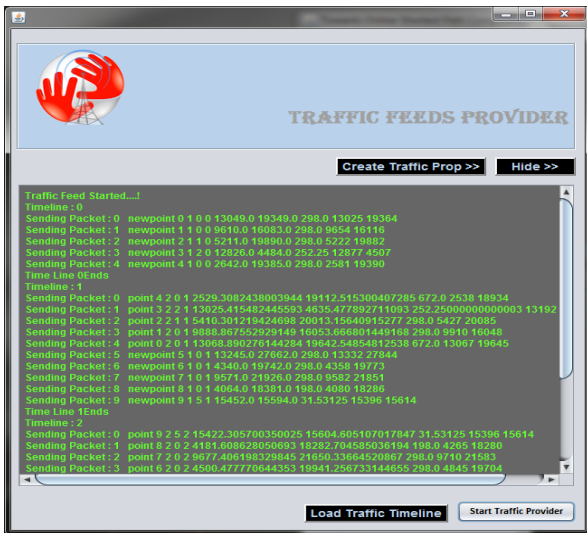 TRAFFIC FEEDS PROVIDER
Create Traffic Prop >>
Hide >>
Traffic Feed Started....!
Timeline : 0
Sending Packet : 0 newpoint 0 1 0 0 13049.0 19349.0 298.0 13025 19364
Sending Packet : 1 newpoint 1 1 0 0 9610.0 16083.0 298.0 9654 16116
Sending Packet : 2 newpoint 2 1 1 0 5211.0 19890.0 298.0 5222 19882
Sending Packet : 3 newpoint 3 1 2 0 12826.0 4484.0 252.25 12877 4507
Sending Packet : 4 newpoint 4 1 0 0 2642.0 19385.0 298.0 2581 19390
Time Line 0Ends
Timeline : 1
Sending Packet : 0 point 4 2 0 1 2529.3082438003944 19112.515300407285 672.0 2538 18934
Sending Packet : 1 point 3 2 2 1 13025.415482445593 4635.477892711093 252.25000000000003 13192
Sending Packet : 2 point 2 2 1 1 5410.301219424698 20013.15640915277 298.0 5427 20085
Sending Packet : 3 point 1 2 0 1 9888.867552929149 16053.666801449168 298.0 9910 16048
Sending Packet : 4 point 0 2 0 1 13068.890276144284 19642.54854812538 672.0 13067 19645
Sending Packet : 5 newpoint 5 1 0 1 13245.0 27662.0 298.0 13332 27844
Sending Packet : 6 newpoint 6 1 0 1 4340.0 19742.0 298.0 4358 19773
Sending Packet : 7 newpoint 7 1 0 1 9571.0 21926.0 298.0 9582 21851
Sending Packet : 8 newpoint 8 1 0 1 4064.0 18381.0 198.0 4080 18286
Sending Packet : 9 newpoint 9 1 5 1 15452.0 15594.0 31.53125 15396 15614
Time Line 1Ends
Timeline : 2
Sending Packet : 0 point 9 2 5 2 15422.305700350025 15604.605107017847 31.53125 15396 15614
Sending Packet : 1 point 8 2 0 2 4181.608628050693 18282.704585036194 198.0 4265 18280
Sending Packet : 2 point 7 2 0 2 9677.406198329845 21650.33664520867 298.0 9710 21583
Sending Packet : 3 point 6 2 0 2 4500.477770644353 19941.256733144655 298.0 4845 19704
Load Traffic Timeline
Start Traffic Provider